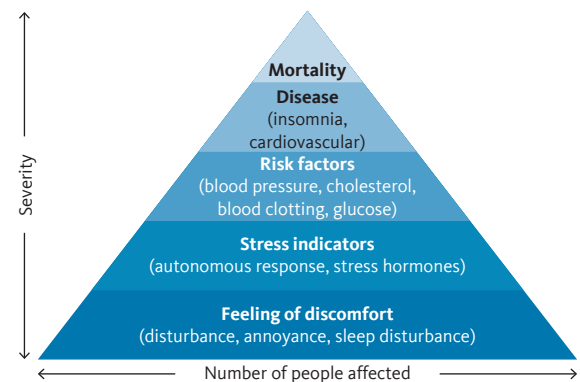 Mortality
Disease
(insomnia,
cardiovascular)
Risk factors
(blood pressure, cholesterol,
blood clotting, glucose)
Stress indicators
(autonomous response, stress hormones)
Feeling of discomfort
(disturbance, annoyance, sleep disturbance)
Severity
Number of people affected